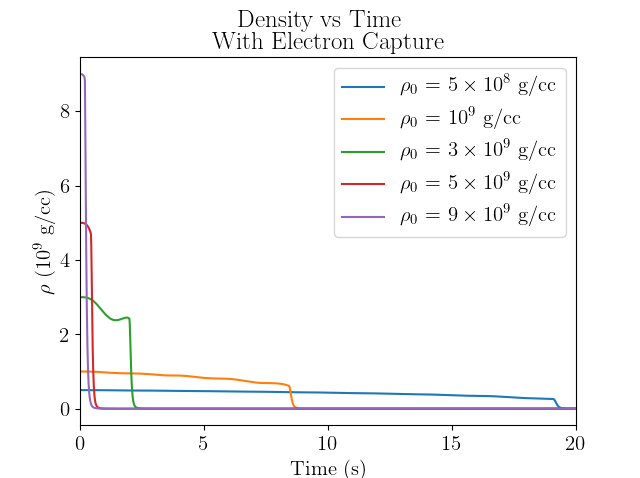 Density vs Time
With Electron Capture
ρ₀ = 5 × 10⁸ g/cc
ρ₀ = 10⁹ g/cc
ρ₀ = 3 × 10⁹ g/cc
ρ₀ = 5 × 10⁹ g/cc
ρ₀ = 9 × 10⁹ g/cc
ρ (10⁹ g/cc)
8
6
4
2
0
0 5 10 15 20
Time (s)